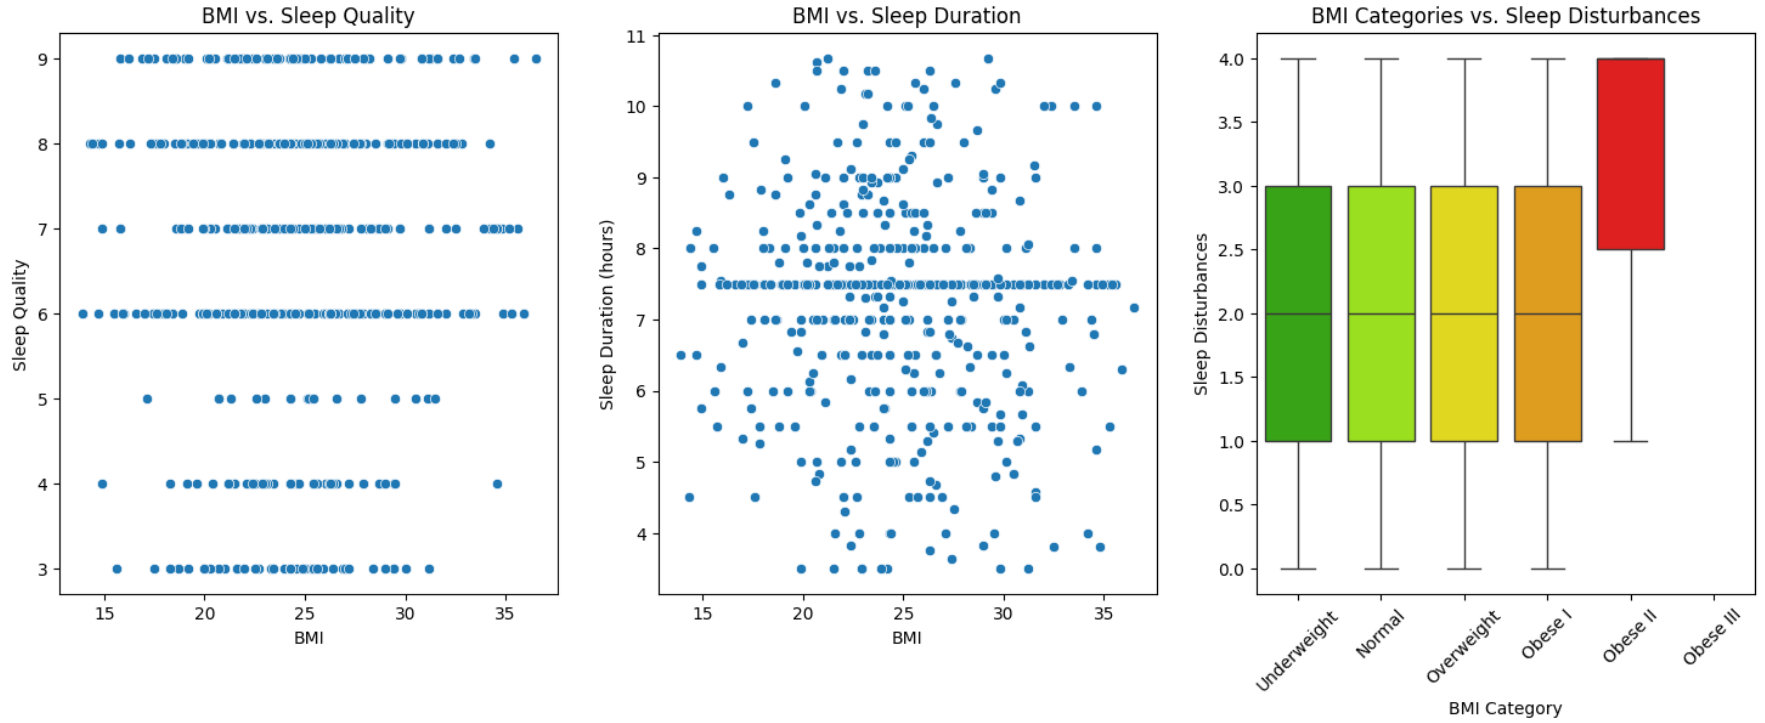 BMI vs. Sleep Quality
9
8
7
6
5
4
3
Sleep Quality
15 20 25 30 35
BMI
BMI vs. Sleep Duration
11
10
9
8
7
6
5
4
Sleep Duration (hours)
15 20 25 30 35
BMI
BMI Categories vs. Sleep Disturbances
4.0
3.5
3.0
2.5
2.0
1.5
1.0
0.5
0.0
Sleep Disturbances
Underweight
Normal
Overweight
Obese I
Obese II
Obese III
BMI Category